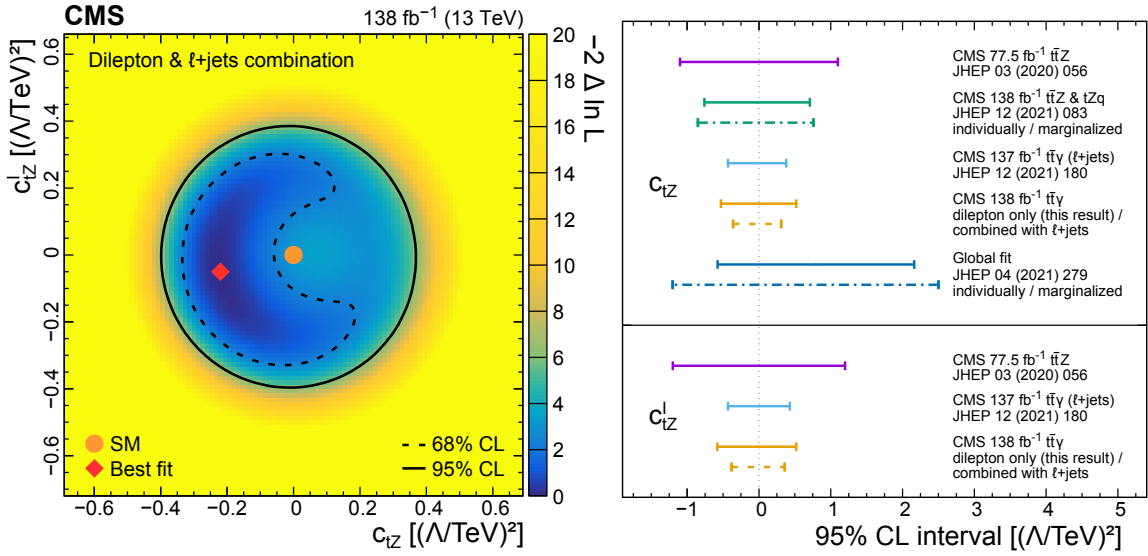 CMS 138 fb⁻¹ (13 TeV)
Dilepton & ℓ+jets combination
c_tZ^I [(Λ/TeV)²]
0.6
0.4
0.2
0
−0.2
−0.4
−0.6
SM
Best fit
68% CL
95% CL
−0.6 −0.4 −0.2 0 0.2 0.4 0.6
c_tZ [(Λ/TeV)²]
20
18
16
14
12
10
8
6
4
2
0
−2 Δ ln L
c_tZ
CMS 77.5 fb⁻¹ tt̄Z
JHEP 03 (2020) 056
CMS 138 fb⁻¹ tt̄Z & tZq
JHEP 12 (2021) 083
individually / marginalized
CMS 137 fb⁻¹ tt̄γ (ℓ+jets)
JHEP 12 (2021) 180
CMS 138 fb⁻¹ tt̄γ
dilepton only (this result) /
combined with ℓ+jets
Global fit
JHEP 04 (2021) 279
individually / marginalized
c_tZ^I
CMS 77.5 fb⁻¹ tt̄Z
JHEP 03 (2020) 056
CMS 137 fb⁻¹ tt̄γ (ℓ+jets)
JHEP 12 (2021) 180
CMS 138 fb⁻¹ tt̄γ
dilepton only (this result)
/ combined with ℓ+jets
−1 0 1 2 3 4 5
95% CL interval [(Λ/TeV)²]